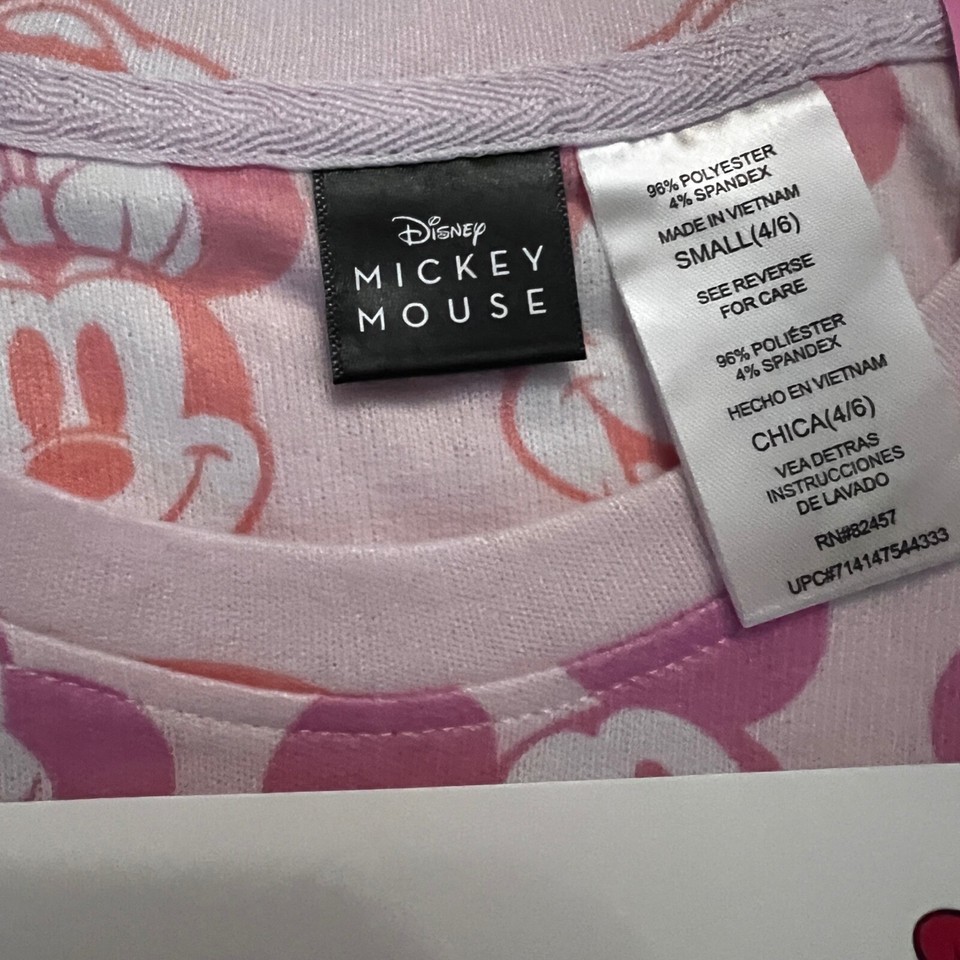 Disney
MICKEY
MOUSE
96% POLYESTER
4% SPANDEX
MADE IN VIETNAM
SMALL(4/6)
SEE REVERSE
FOR CARE
96% POLIÉSTER
4% SPANDEX
HECHO EN VIETNAM
CHICA(4/6)
VEA DETRAS
INSTRUCCIONES
DE LAVADO
RN#82457
UPC#714147544333